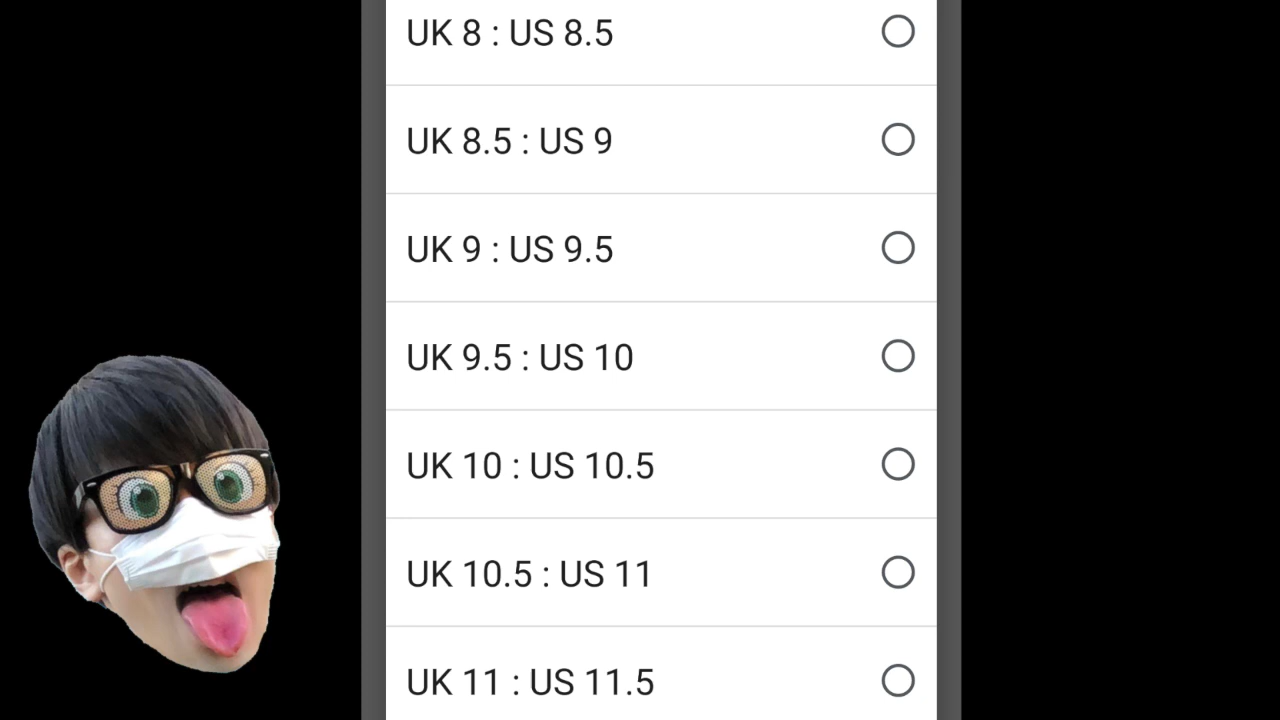 UK 8 : US 8.5
UK 8.5 : US 9
UK 9 : US 9.5
UK 9.5 : US 10
UK 10 : US 10.5
UK 10.5 : US 11
UK 11 : US 11.5